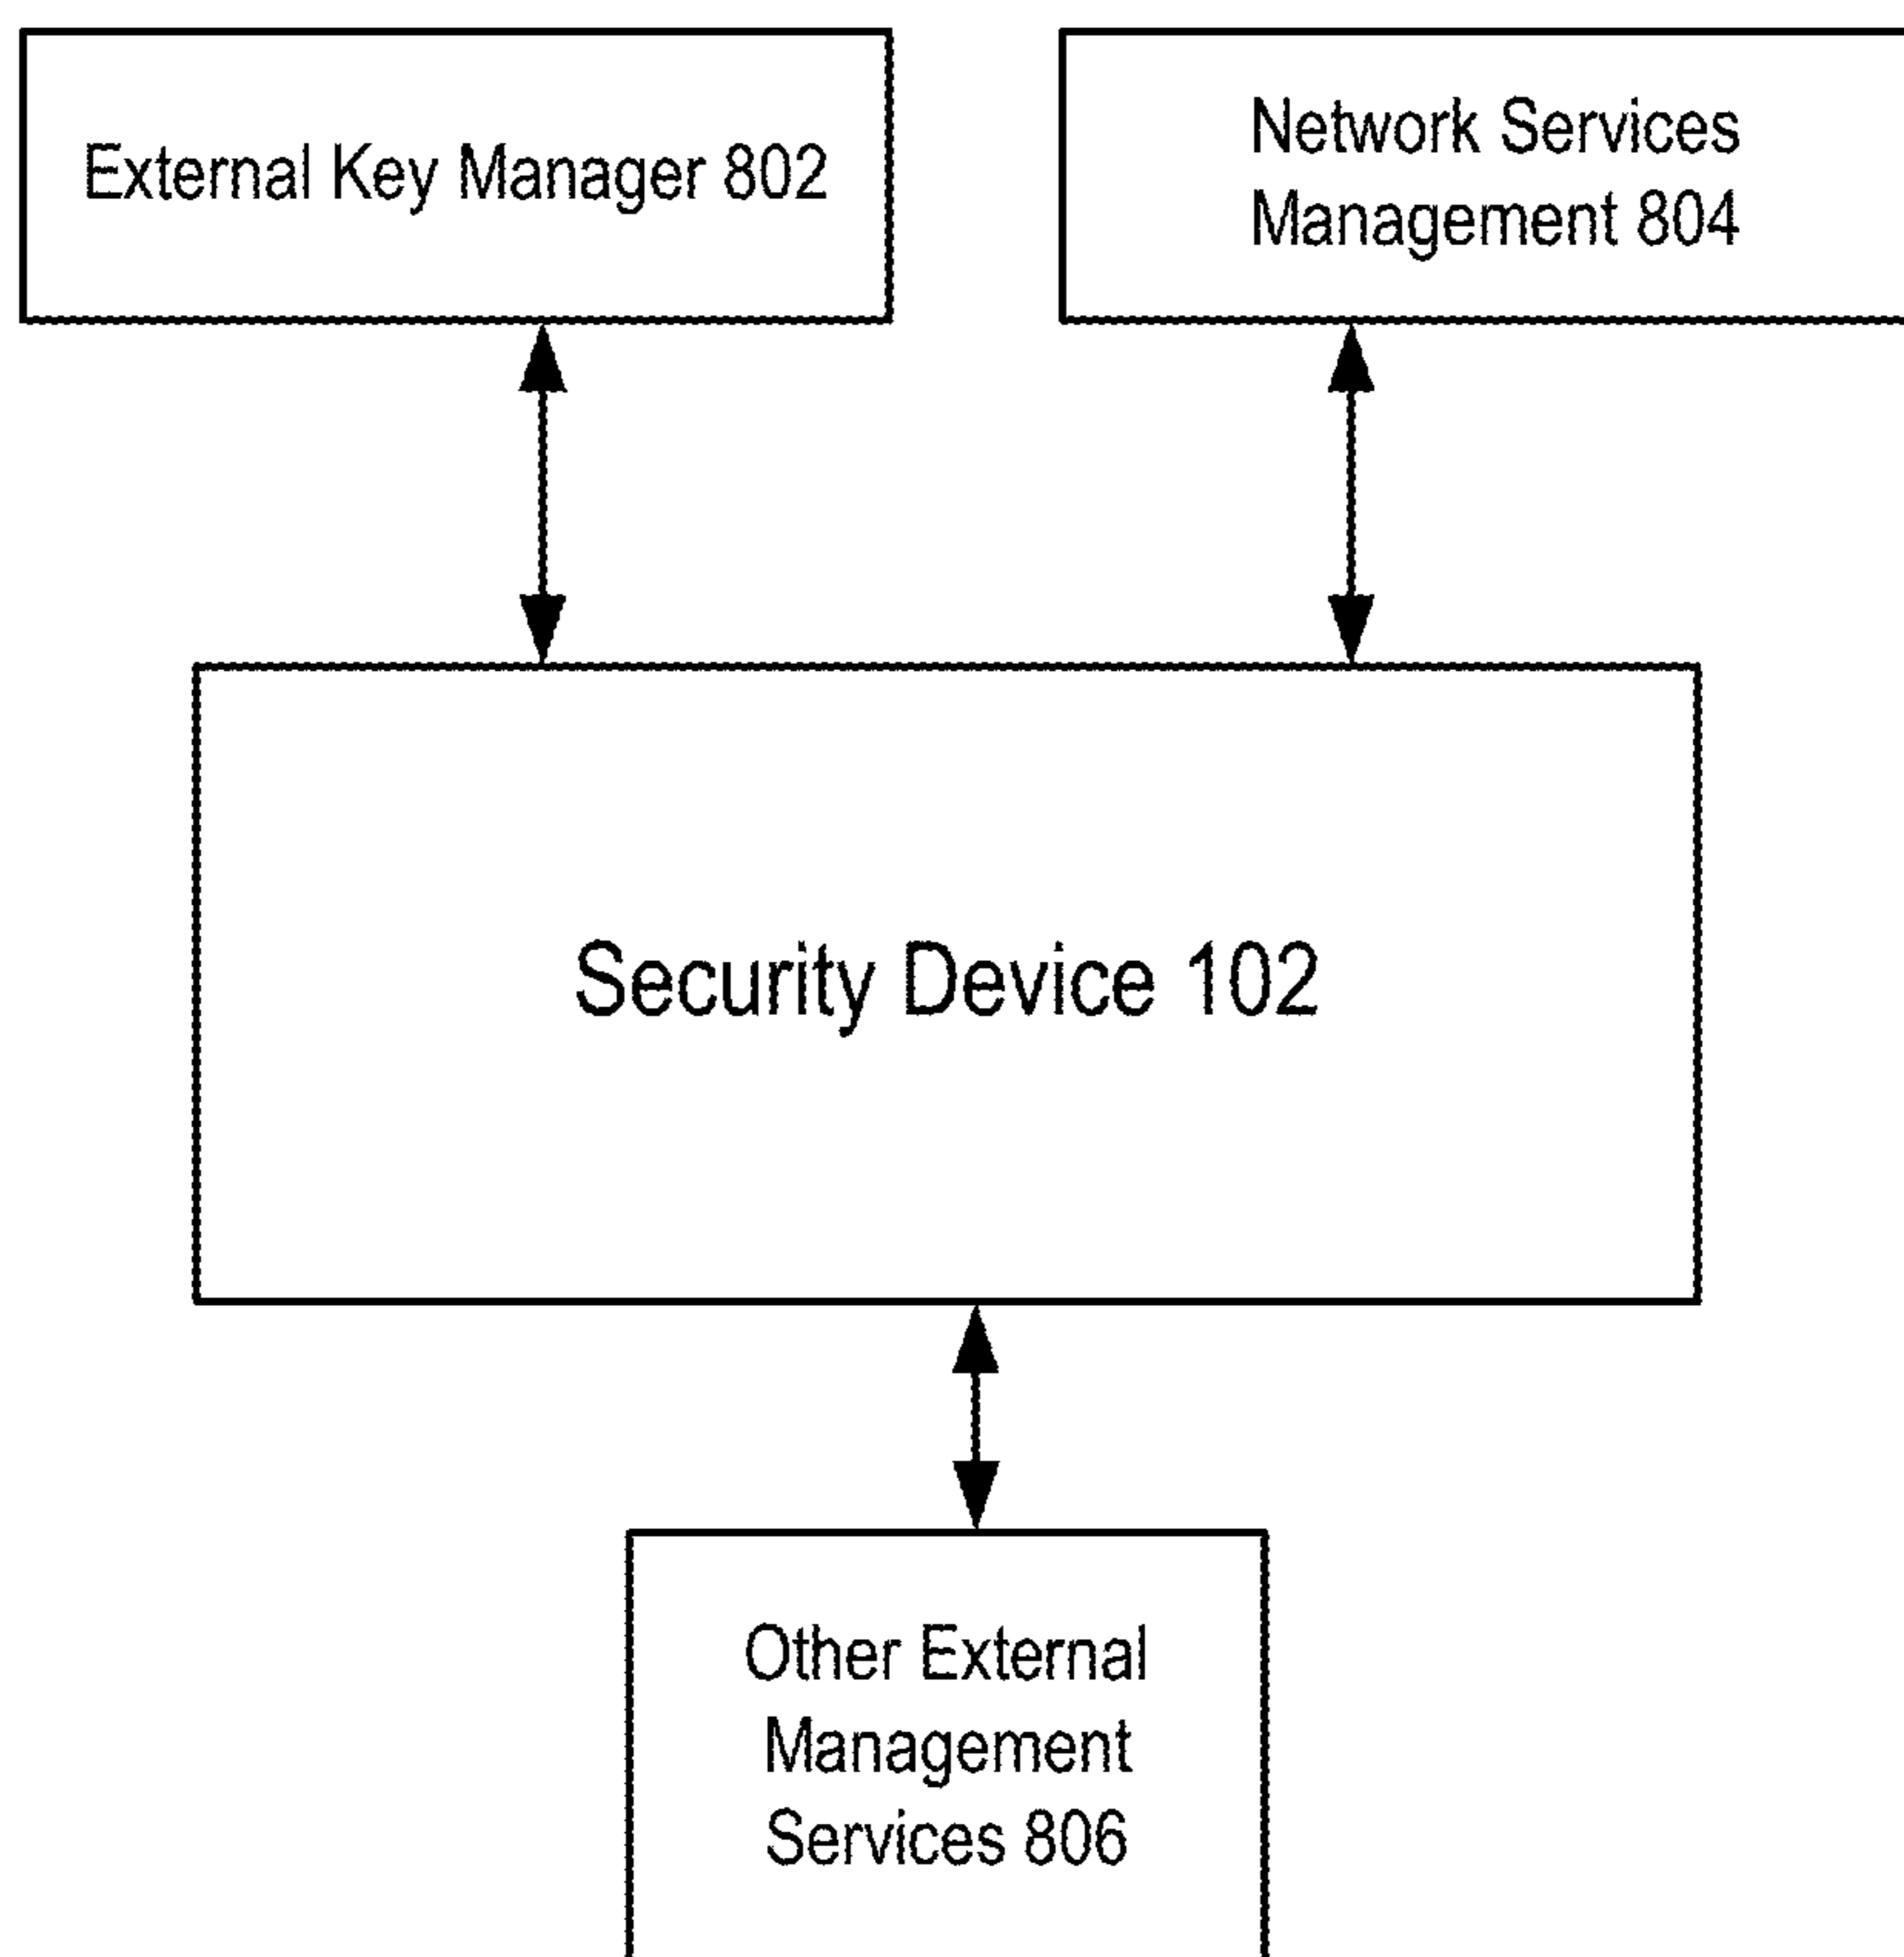 External Key Manager 802
Network Services
Management 804
Security Device 102
Other External
Management
Services 806